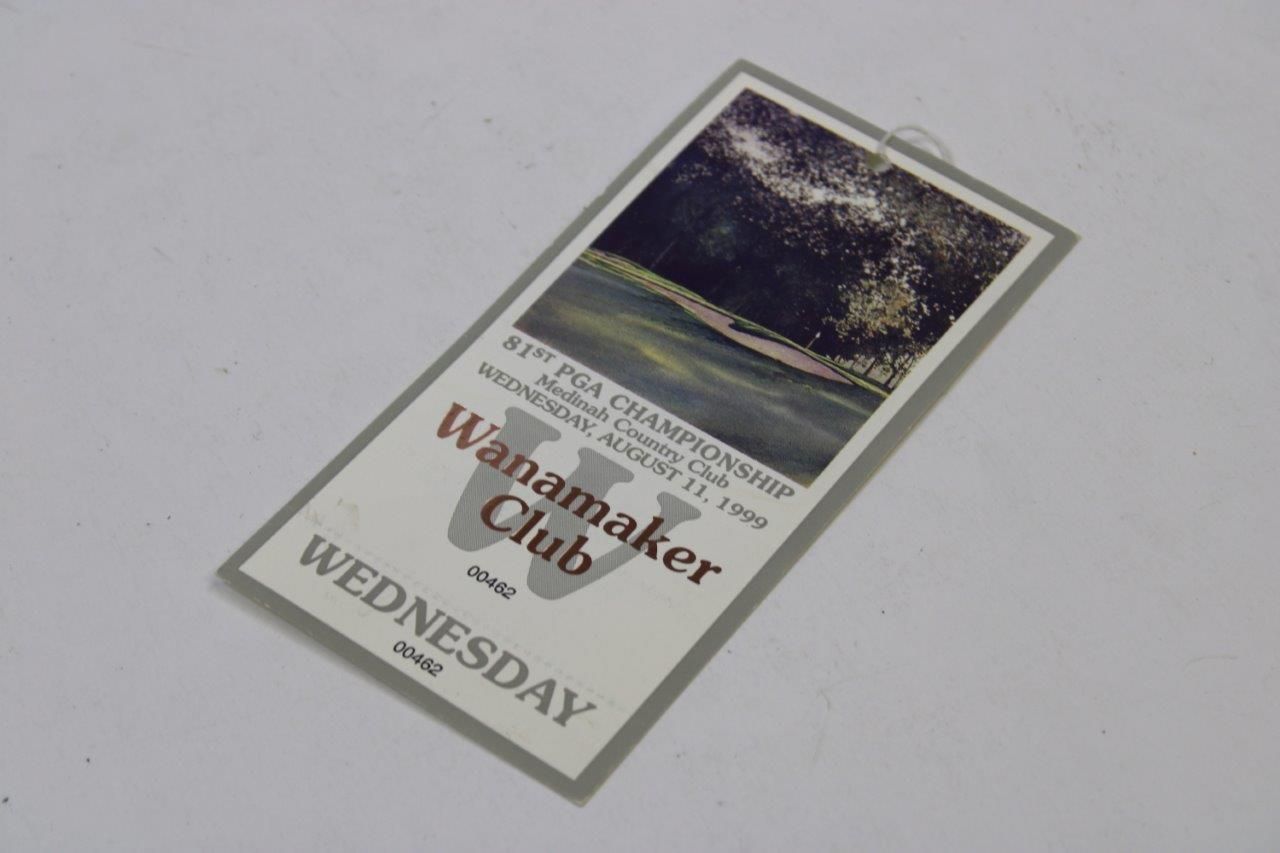 81ST PGA CHAMPIONSHIP
Medinah Country Club
WEDNESDAY, AUGUST 11, 1999
W
Wanamaker
Club
00462
WEDNESDAY
00462